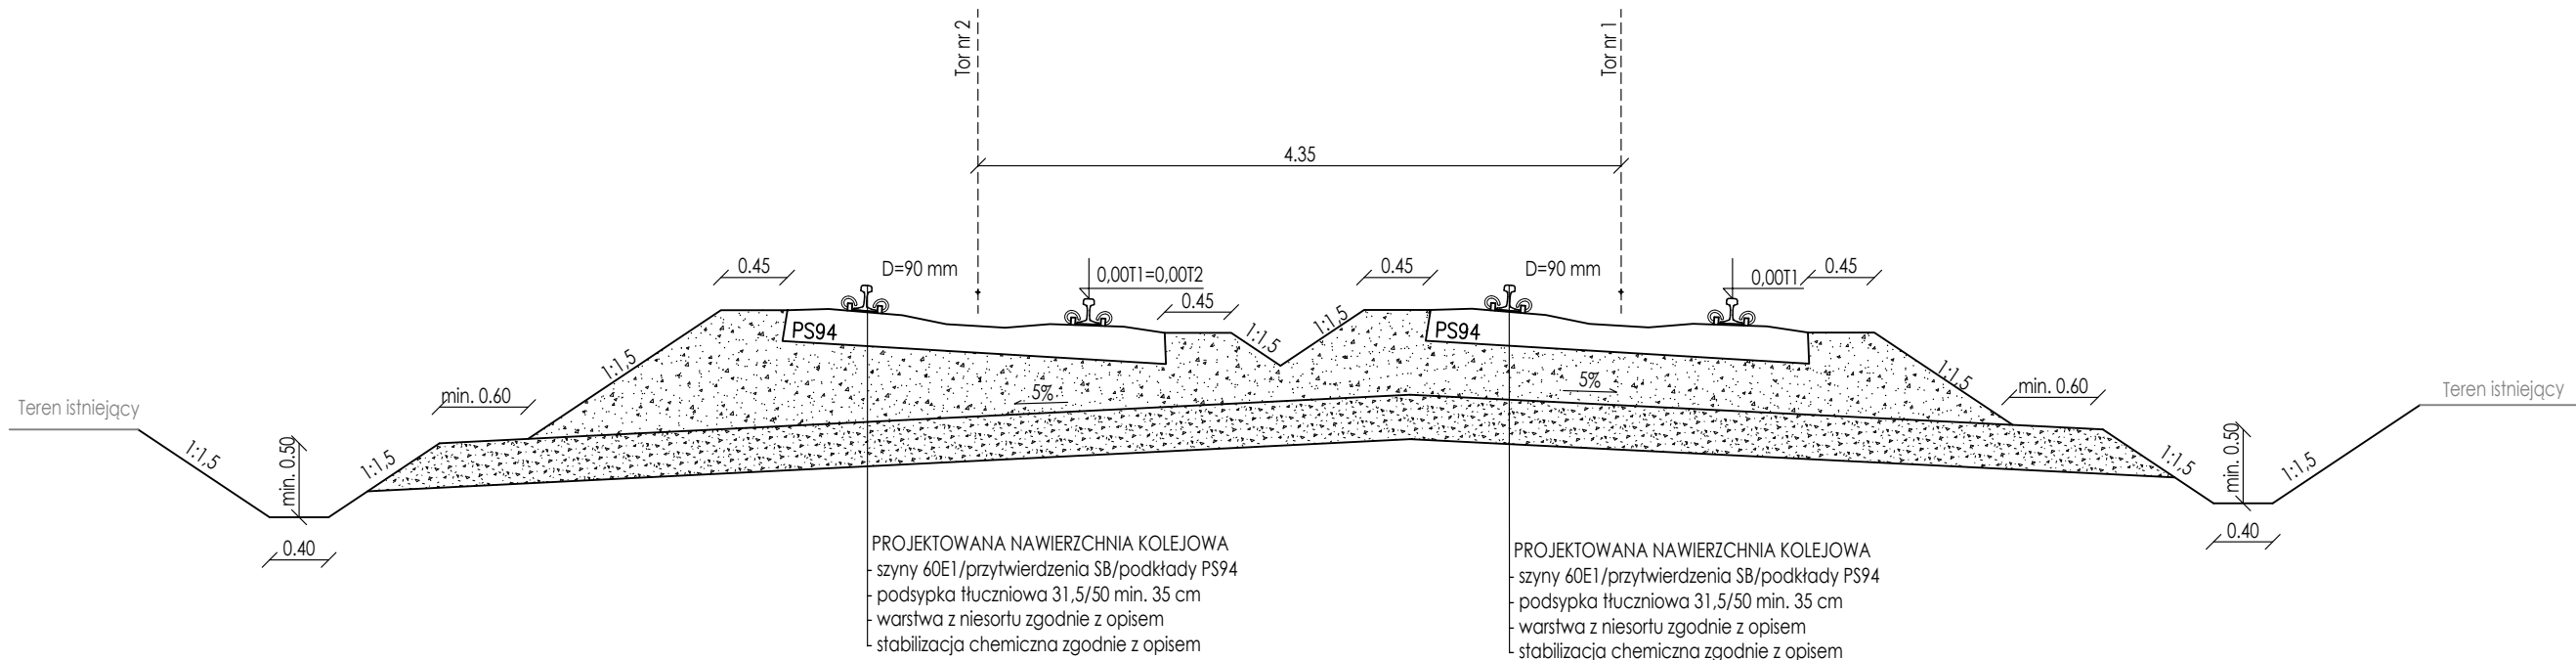 Tor nr 2
Tor nr 1
4.35
0.45
D=90 mm
0,00T1=0,00T2
0.45
0.45
D=90 mm
0,00T1
0.45
PS94
PS94
1:1,5
1:1,5
1:1,5
1:1,5
5%
5%
min. 0.60
min. 0.60
Teren istniejący
Teren istniejący
1:1,5
min. 0.50
1:1,5
1:1,5
min. 0.50
1:1,5
0.40
0.40
PROJEKTOWANA NAWIERZCHNIA KOLEJOWA
- szyny 60E1/przytwierdzenia SB/podkłady PS94
- podsypka tłuczniowa 31,5/50 min. 35 cm
- warstwa z niesortu zgodnie z opisem
- stabilizacja chemiczna zgodnie z opisem
PROJEKTOWANA NAWIERZCHNIA KOLEJOWA
- szyny 60E1/przytwierdzenia SB/podkłady PS94
- podsypka tłuczniowa 31,5/50 min. 35 cm
- warstwa z niesortu zgodnie z opisem
- stabilizacja chemiczna zgodnie z opisem